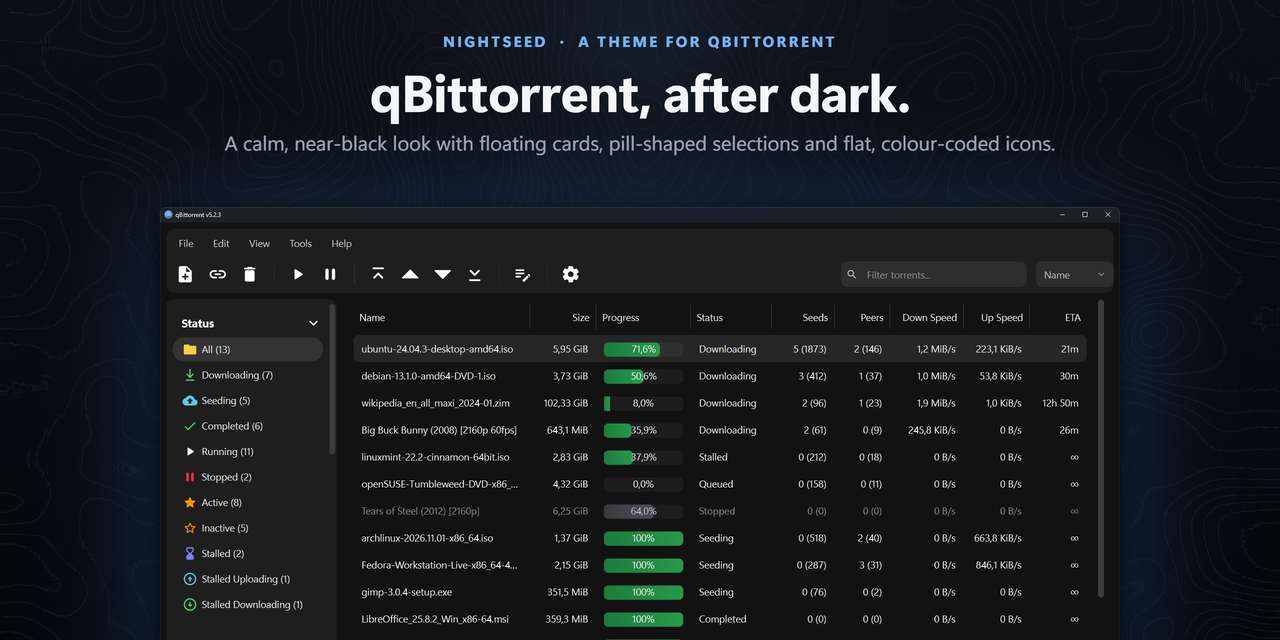 NIGHTSEED · A THEME FOR QBITTORRENT
qBittorrent, after dark.
A calm, near-black look with floating cards, pill-shaped selections and flat, colour-coded icons.
qBittorrent v5.2.3
File Edit View Tools Help
Filter torrents...
Name
Status
All (13)
Downloading (7)
Seeding (5)
Completed (6)
Running (11)
Stopped (2)
Active (8)
Inactive (5)
Stalled (2)
Stalled Uploading (1)
Stalled Downloading (1)
Name Size Progress Status Seeds Peers Down Speed Up Speed ETA
ubuntu-24.04.3-desktop-amd64.iso 5,95 GiB 71,6% Downloading 5 (1873) 2 (146) 1,2 MiB/s 223,1 KiB/s 21m
debian-13.1.0-amd64-DVD-1.iso 3,73 GiB 50,6% Downloading 3 (412) 1 (37) 1,0 MiB/s 53,8 KiB/s 30m
wikipedia_en_all_maxi_2024-01.zim 102,33 GiB 8,0% Downloading 2 (96) 1 (23) 1,9 MiB/s 1,0 KiB/s 12h 50m
Big Buck Bunny (2008) [2160p 60fps] 643,1 MiB 35,9% Downloading 2 (61) 0 (9) 245,8 KiB/s 0 B/s 26m
linuxmint-22.2-cinnamon-64bit.iso 2,83 GiB 37,9% Stalled 0 (212) 0 (18) 0 B/s 0 B/s ∞
openSUSE-Tumbleweed-DVD-x86_... 4,32 GiB 0,0% Queued 0 (158) 0 (11) 0 B/s 0 B/s ∞
Tears of Steel (2012) [2160p] 6,25 GiB 64,0% Stopped 0 (0) 0 (0) 0 B/s 0 B/s ∞
archlinux-2026.11.01-x86_64.iso 1,37 GiB 100% Seeding 0 (518) 2 (40) 0 B/s 663,8 KiB/s ∞
Fedora-Workstation-Live-x86_64-4... 2,15 GiB 100% Seeding 0 (287) 3 (31) 0 B/s 846,1 KiB/s ∞
gimp-3.0.4-setup.exe 351,5 MiB 100% Seeding 0 (76) 0 (2) 0 B/s 0 B/s ∞
LibreOffice_25.8.2_Win_x86-64.msi 359,3 MiB 100% Completed 0 (0) 0 (0) 0 B/s 0 B/s ∞